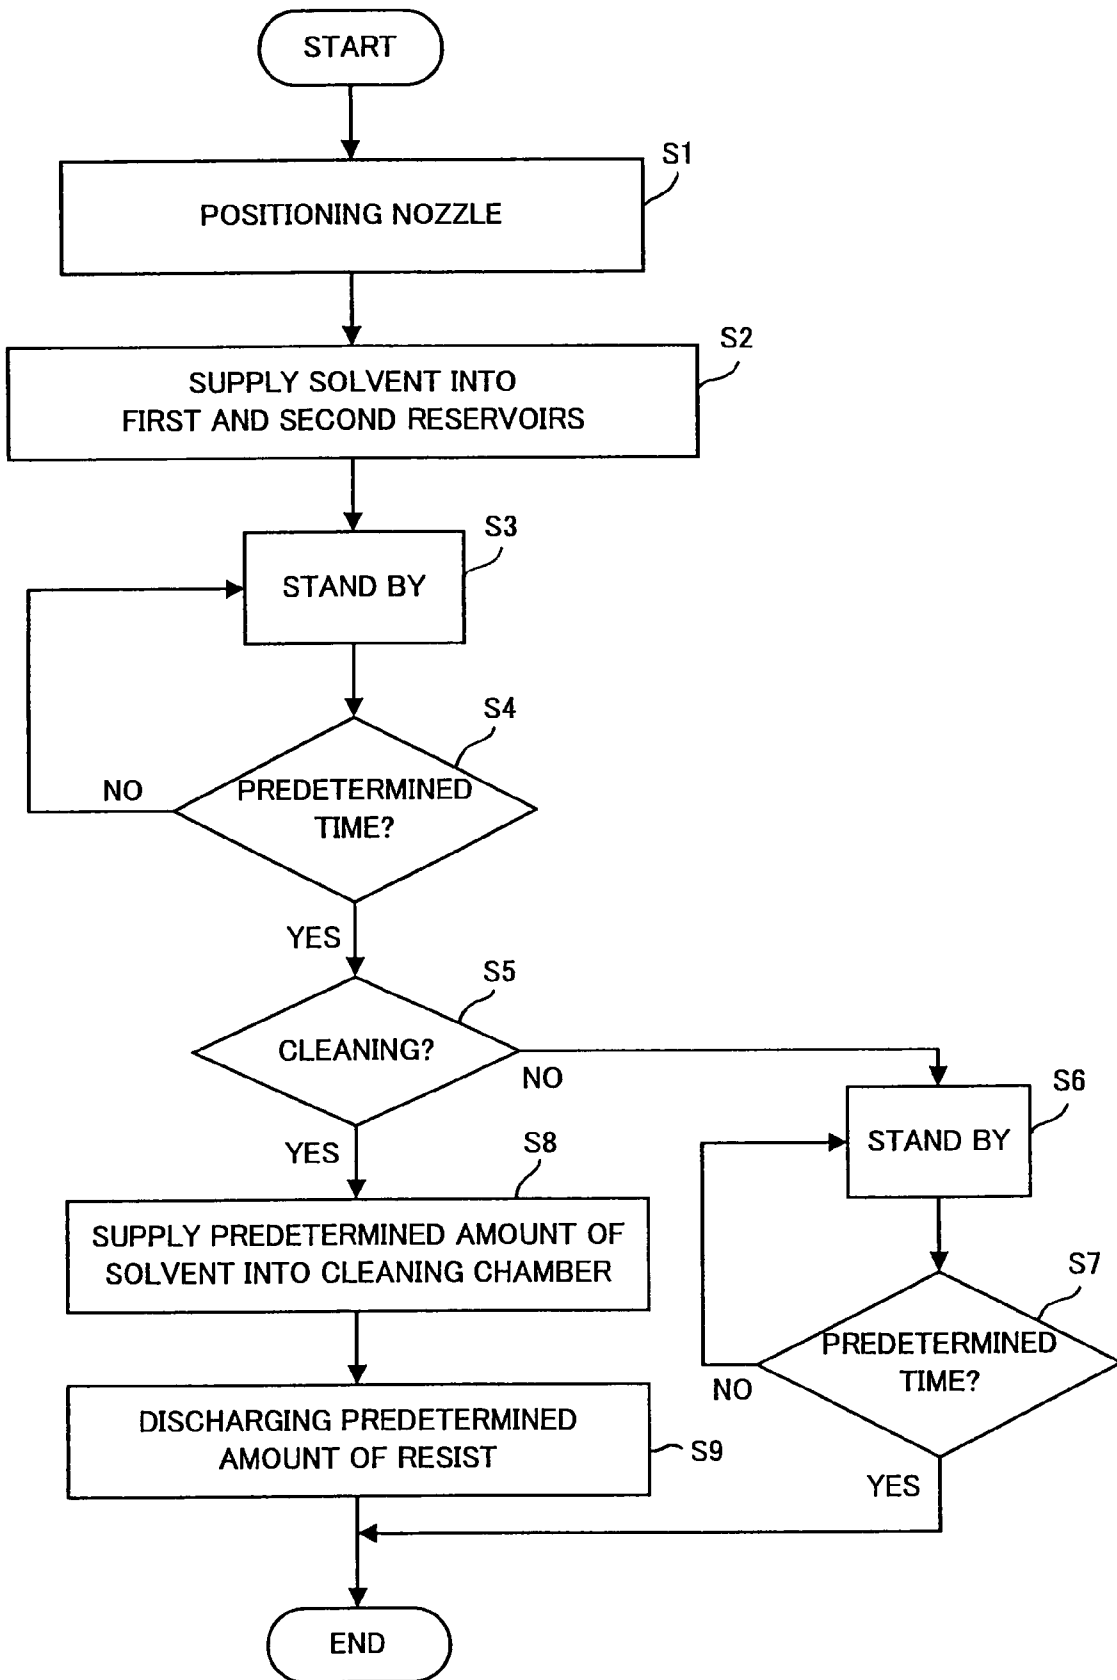 START
S1
POSITIONING NOZZLE
S2
SUPPLY SOLVENT INTO
FIRST AND SECOND RESERVOIRS
S3
STAND BY
S4
NO
PREDETERMINED
TIME?
YES
S5
CLEANING?
NO
S6
STAND BY
YES
S8
SUPPLY PREDETERMINED AMOUNT OF
SOLVENT INTO CLEANING CHAMBER
S7
PREDETERMINED
TIME?
NO
DISCHARGING PREDETERMINED
AMOUNT OF RESIST
S9
YES
END